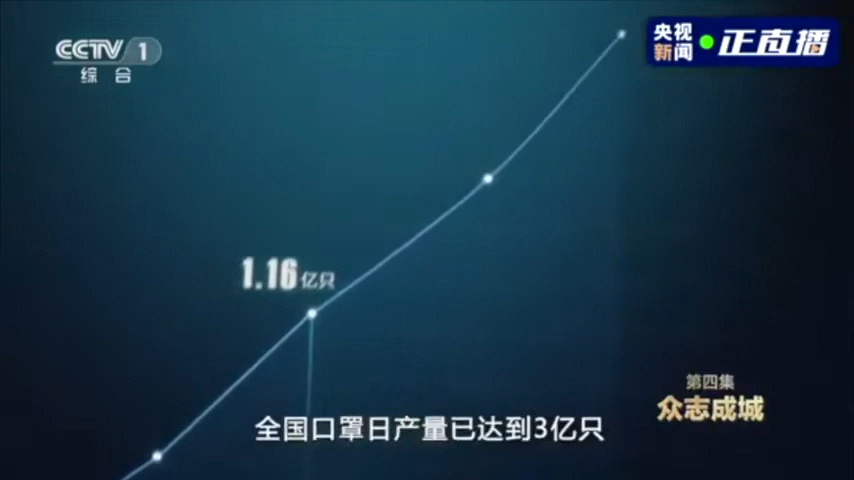 CCTV 1
综合
央视
新闻
正直播
1.16亿只
第四集
众志成城
全国口罩日产量已达到3亿只